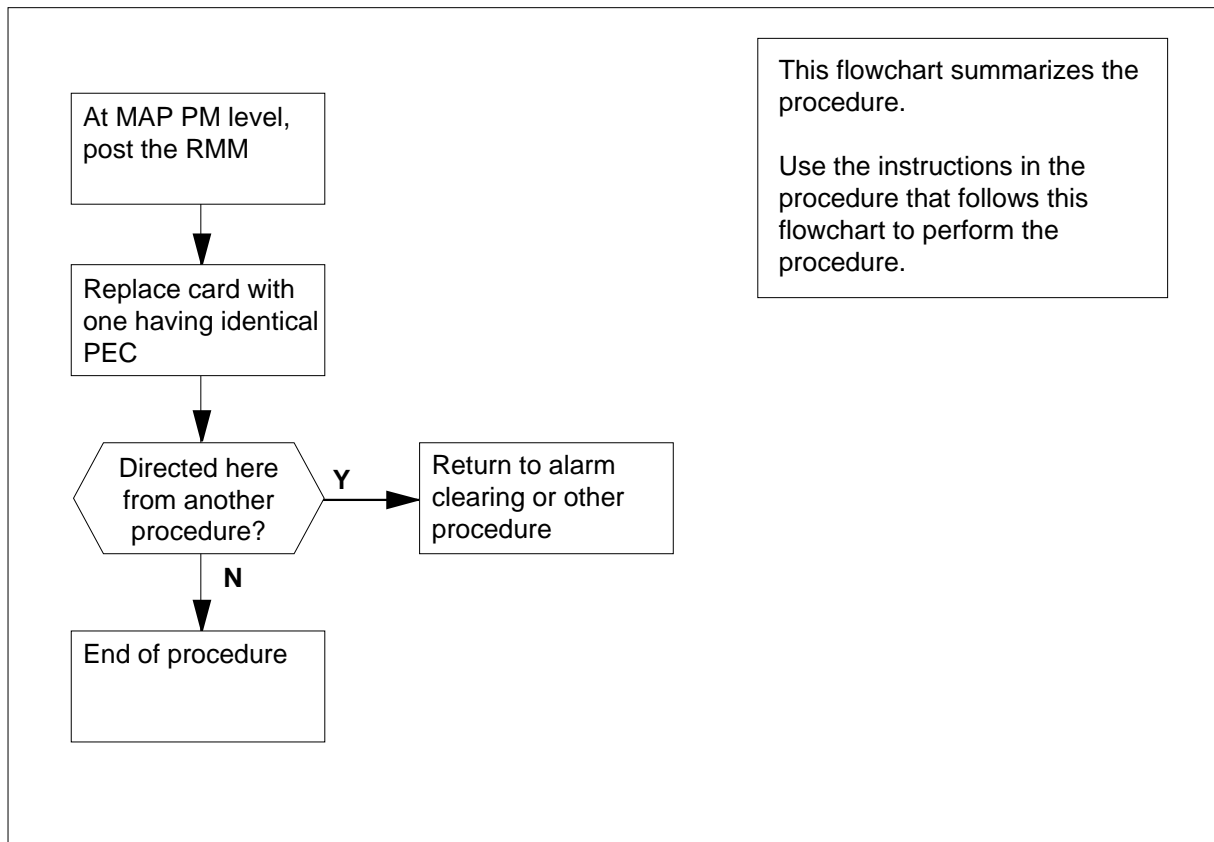 At MAP PM level,
post the RMM
Replace card with
one having identical
PEC
Directed here
from another
procedure?
Y
Return to alarm
clearing or other
procedure
N
End of procedure
This flowchart summarizes the
procedure.
Use the instructions in the
procedure that follows this
flowchart to perform the
procedure.